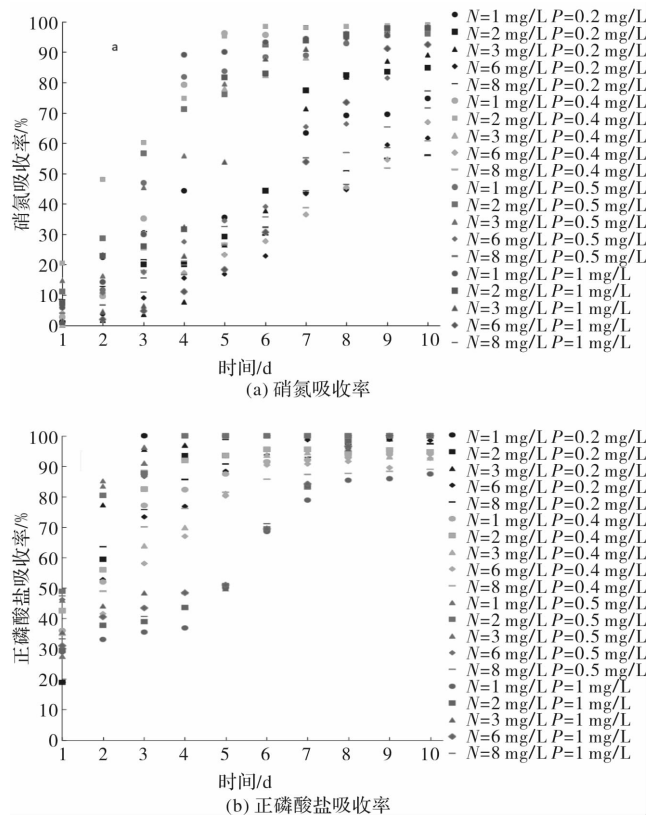 a
硝氮吸收率/%
100
90
80
70
60
50
40
30
20
10
0
1 2 3 4 5 6 7 8 9 10
时间/d
N=1 mg/L P=0.2 mg/L
N=2 mg/L P=0.2 mg/L
N=3 mg/L P=0.2 mg/L
N=6 mg/L P=0.2 mg/L
N=8 mg/L P=0.2 mg/L
N=1 mg/L P=0.4 mg/L
N=2 mg/L P=0.4 mg/L
N=3 mg/L P=0.4 mg/L
N=6 mg/L P=0.4 mg/L
N=8 mg/L P=0.4 mg/L
N=1 mg/L P=0.5 mg/L
N=2 mg/L P=0.5 mg/L
N=3 mg/L P=0.5 mg/L
N=6 mg/L P=0.5 mg/L
N=8 mg/L P=0.5 mg/L
N=1 mg/L P=1 mg/L
N=2 mg/L P=1 mg/L
N=3 mg/L P=1 mg/L
N=6 mg/L P=1 mg/L
N=8 mg/L P=1 mg/L
(a) 硝氮吸收率
正磷酸盐吸收率/%
100
90
80
70
60
50
40
30
20
10
0
1 2 3 4 5 6 7 8 9 10
时间/d
N=1 mg/L P=0.2 mg/L
N=2 mg/L P=0.2 mg/L
N=3 mg/L P=0.2 mg/L
N=6 mg/L P=0.2 mg/L
N=8 mg/L P=0.2 mg/L
N=1 mg/L P=0.4 mg/L
N=2 mg/L P=0.4 mg/L
N=3 mg/L P=0.4 mg/L
N=6 mg/L P=0.4 mg/L
N=8 mg/L P=0.4 mg/L
N=1 mg/L P=0.5 mg/L
N=2 mg/L P=0.5 mg/L
N=3 mg/L P=0.5 mg/L
N=6 mg/L P=0.5 mg/L
N=8 mg/L P=0.5 mg/L
N=1 mg/L P=1 mg/L
N=2 mg/L P=1 mg/L
N=3 mg/L P=1 mg/L
N=6 mg/L P=1 mg/L
N=8 mg/L P=1 mg/L
(b) 正磷酸盐吸收率